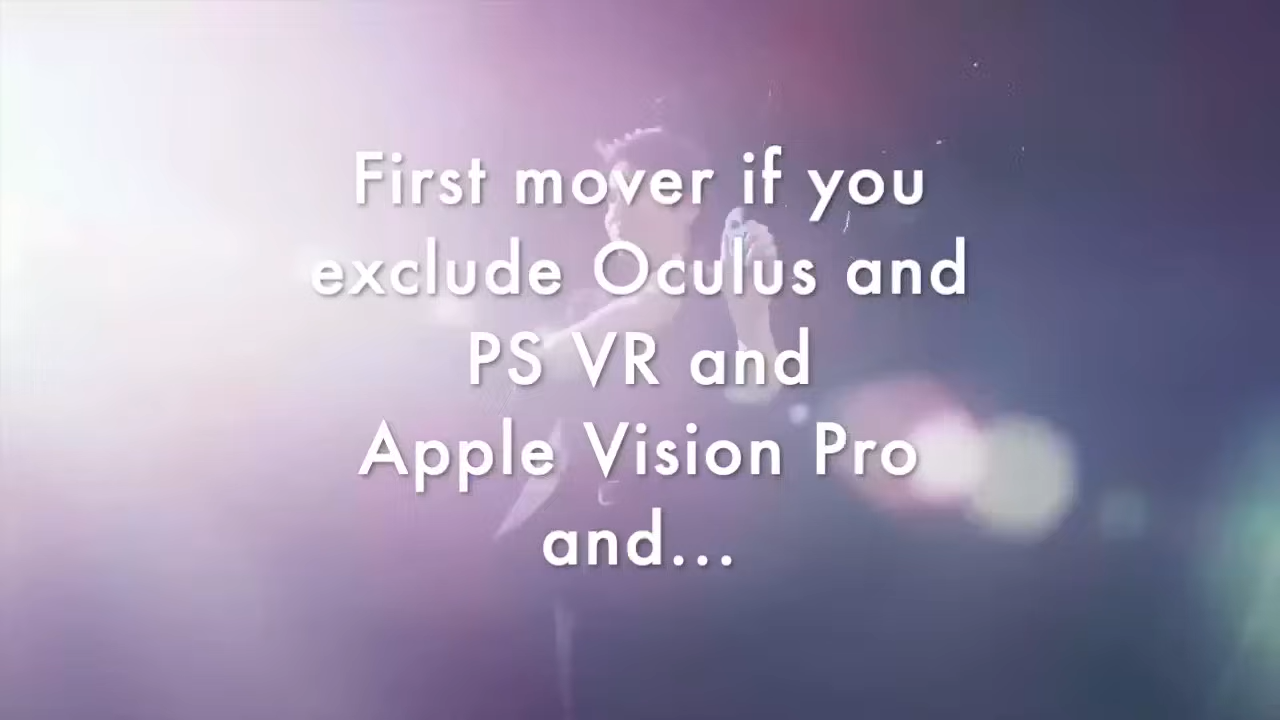 First mover if you
exclude Oculus and
PS VR and
Apple Vision Pro
and...